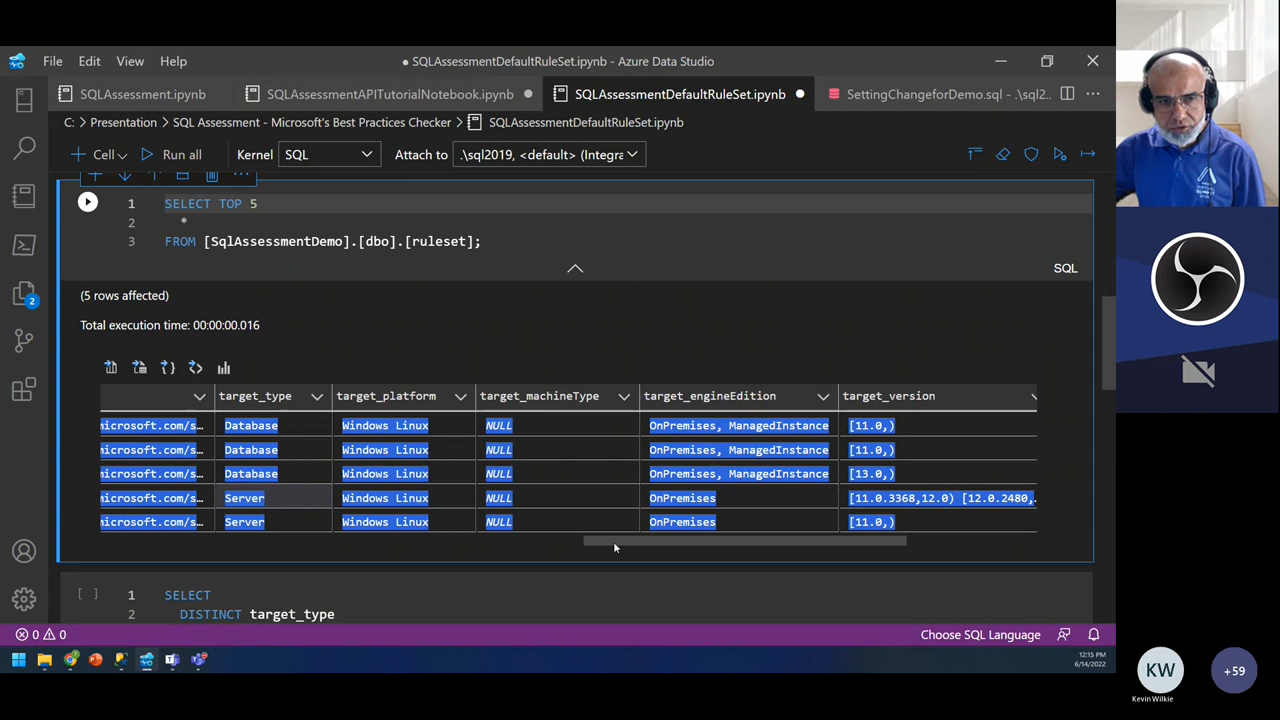 File Edit View Help
● SQLAssessmentDefaultRuleSet.ipynb - Azure Data Studio
SQLAssessment.ipynb
SQLAssessmentAPITutorialNotebook.ipynb
SQLAssessmentDefaultRuleSet.ipynb
SettingChangeforDemo.sql - .\sql2..
C: > Presentation > SQL Assessment - Microsoft's Best Practices Checker > SQLAssessmentDefaultRuleSet.ipynb
Cell Run all Kernel SQL Attach to .\sql2019, <default> (Integra
1 SELECT TOP 5
2 *
3 FROM [SqlAssessmentDemo].[dbo].[ruleset];
SQL
(5 rows affected)
Total execution time: 00:00:00.016
target_type target_platform target_machineType target_engineEdition target_version
microsoft.com/s… Database Windows Linux NULL OnPremises, ManagedInstance [11.0,)
microsoft.com/s… Database Windows Linux NULL OnPremises, ManagedInstance [11.0,)
microsoft.com/s… Database Windows Linux NULL OnPremises, ManagedInstance [13.0,)
microsoft.com/s… Server Windows Linux NULL OnPremises [11.0.3368,12.0) [12.0.2480,.
microsoft.com/s… Server Windows Linux NULL OnPremises [11.0,)
[ ] 1 SELECT
2 DISTINCT target_type
2
0 0
Choose SQL Language
12:15 PM
6/14/2022
KW
Kevin Wilkie
+59